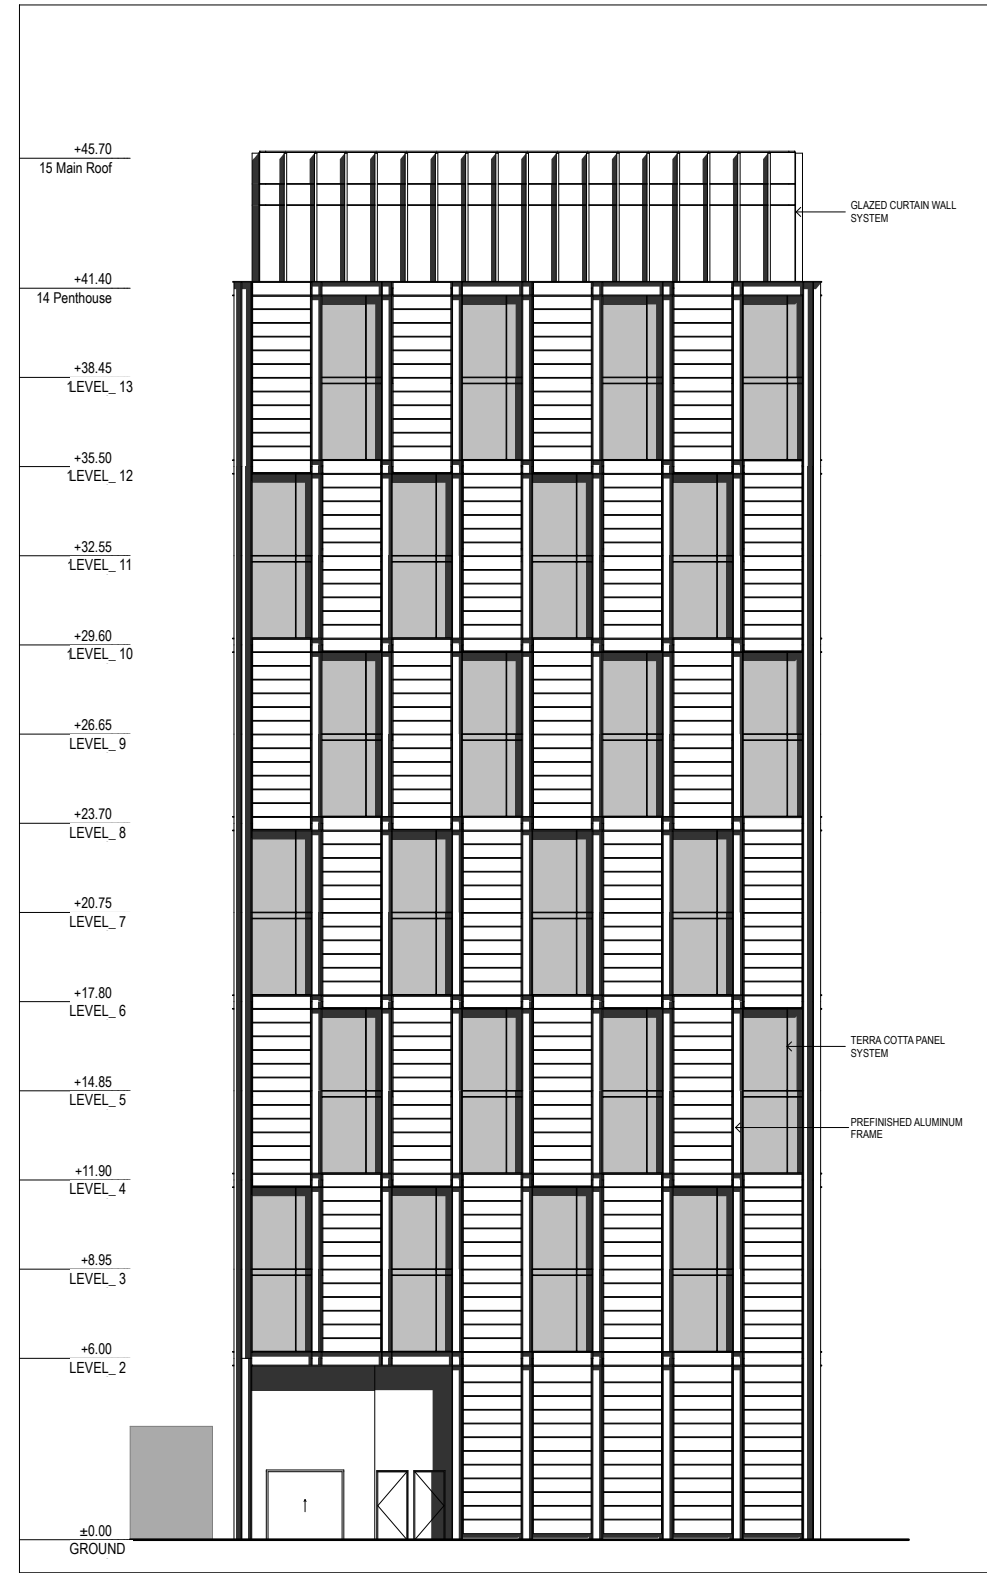 +45.70
15 Main Roof
GLAZED CURTAIN WALL
SYSTEM
+41.40
14 Penthouse
+38.45
LEVEL_ 13
+35.50
LEVEL_ 12
+32.55
LEVEL_ 11
+29.60
LEVEL_ 10
+26.65
LEVEL_ 9
+23.70
LEVEL_ 8
+20.75
LEVEL_ 7
+17.80
LEVEL_ 6
TERRA COTTA PANEL
SYSTEM
+14.85
LEVEL_ 5
PREFINISHED ALUMINUM
FRAME
+11.90
LEVEL_ 4
+8.95
LEVEL_ 3
+6.00
LEVEL_ 2
±0.00
GROUND